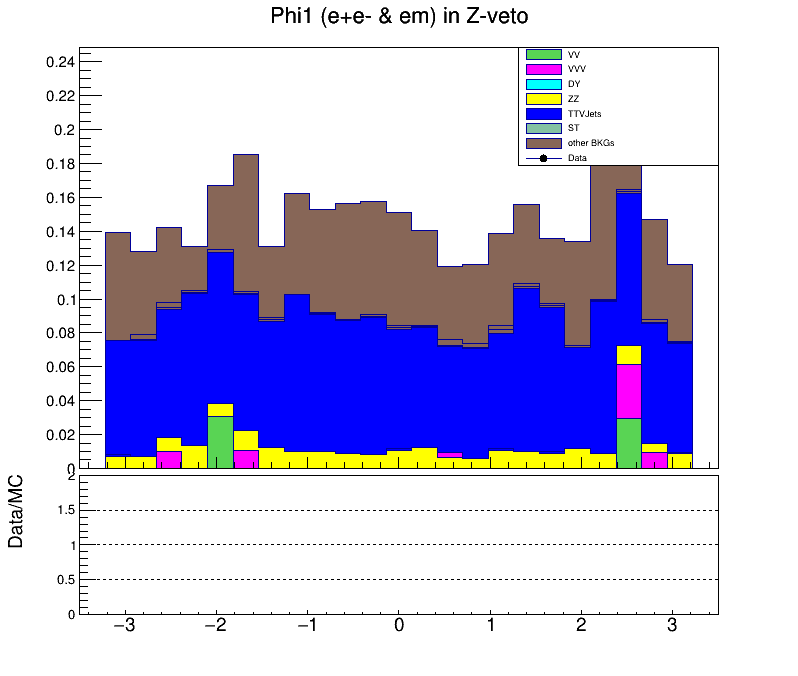 Phi1 (e+e- & em) in Z-veto
0.24
0.22
0.2
0.18
0.16
0.14
0.12
0.1
0.08
0.06
0.04
0.02
0
VV
VVV
DY
ZZ
TTVJets
ST
other BKGs
Data
Data/MC
2
1.5
1
0.5
0
−3 −2 −1 0 1 2 3